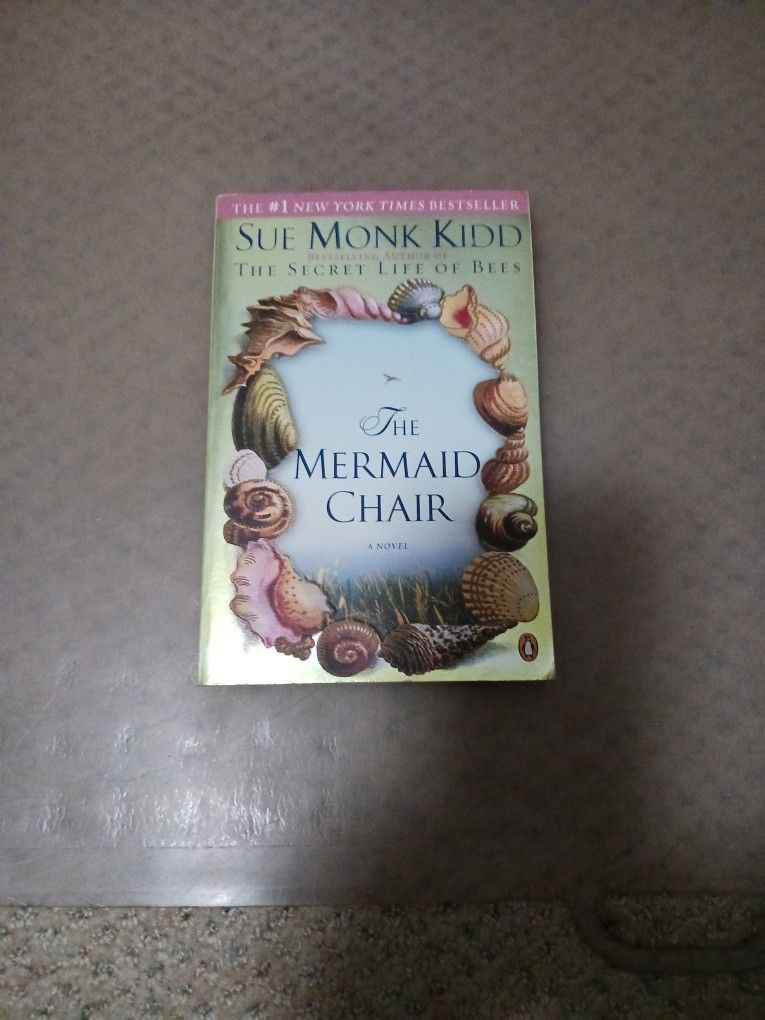 THE #1 NEW YORK TIMES BESTSELLER
SUE MONK KIDD
BESTSELLING AUTHOR OF
THE SECRET LIFE OF BEES
THE
MERMAID
CHAIR
A NOVEL